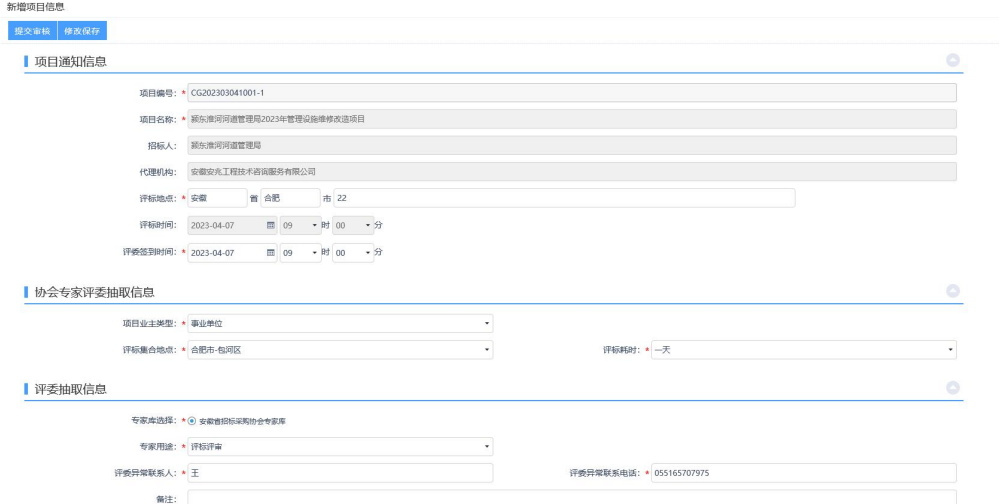 新增项目信息
提交审核 修改保存
项目通知信息
项目编号: * CG202303041001-1
项目名称: * 颍东淮河河道管理局2023年管理设施维修改造项目
招标人: 颍东淮河河道管理局
代理机构: 安徽安兆工程技术咨询服务有限公司
评标地点: * 安徽 省 合肥 市 22
评标时间: 2023-04-07 09 时 00 分
评委签到时间: * 2023-04-07 09 时 00 分
协会专家评委抽取信息
项目业主类型: * 事业单位
评标集合地点: * 合肥市-包河区 评标耗时: * 一天
评委抽取信息
专家库选择: * 安徽省招标采购协会专家库
专家用途: * 评标评审
评委异常联系人: * 王 评委异常联系电话: * 055165707975
备注: